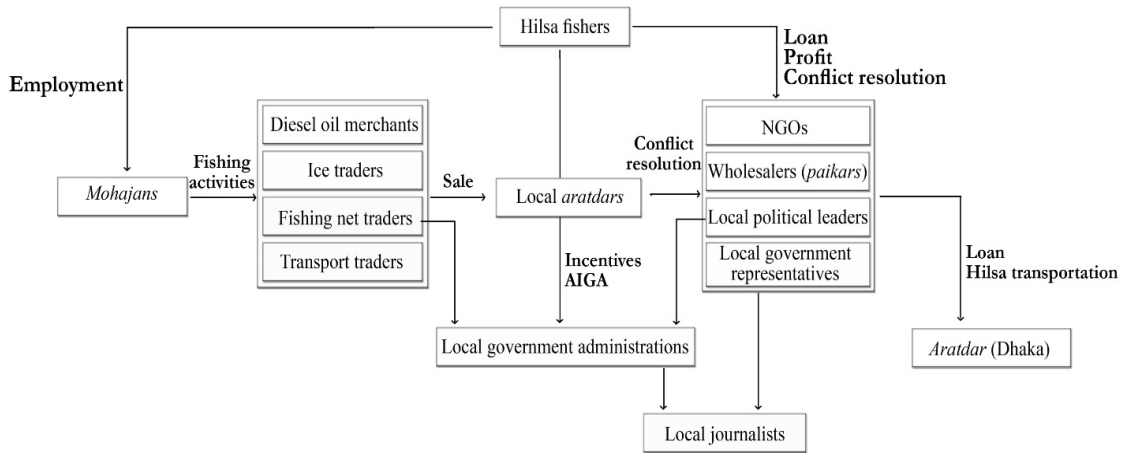 Hilsa fishers
Loan
Profit
Conflict resolution
Employment
Diesel oil merchants
Ice traders
Fishing net traders
Transport traders
NGOs
Wholesalers (paikars)
Local political leaders
Local government
representatives
Conflict
resolution
Fishing
activities
Sale
Mohajans
Local aratdars
Incentives
AIGA
Loan
Hilsa transportation
Local government administrations
Aratdar (Dhaka)
Local journalists